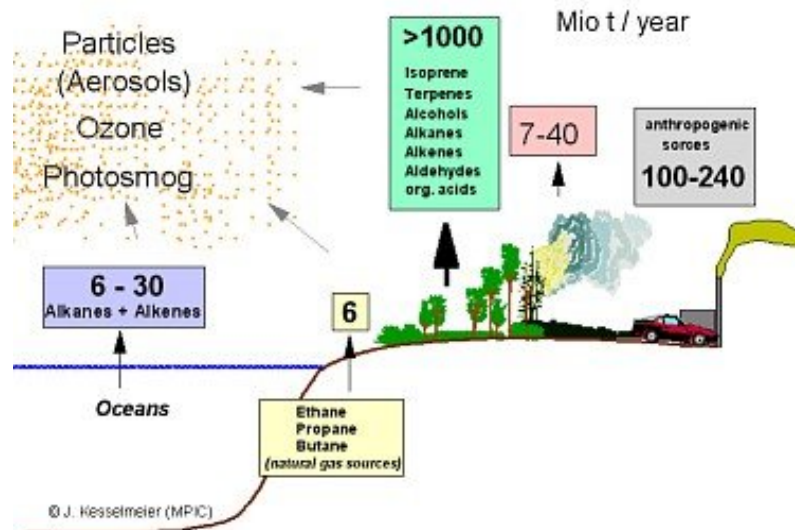 Particles
(Aerosols)
Ozone
Photosmog
>1000
Isoprene
Terpenes
Alcohols
Alkanes
Alkenes
Aldehydes
org. acids
Mio t / year
7-40
anthropogenic
sorces
100-240
6 - 30
Alkanes + Alkenes
6
Oceans
Ethane
Propane
Butane
(natural gas sources)
© J. Kesselmeier (MPIC)